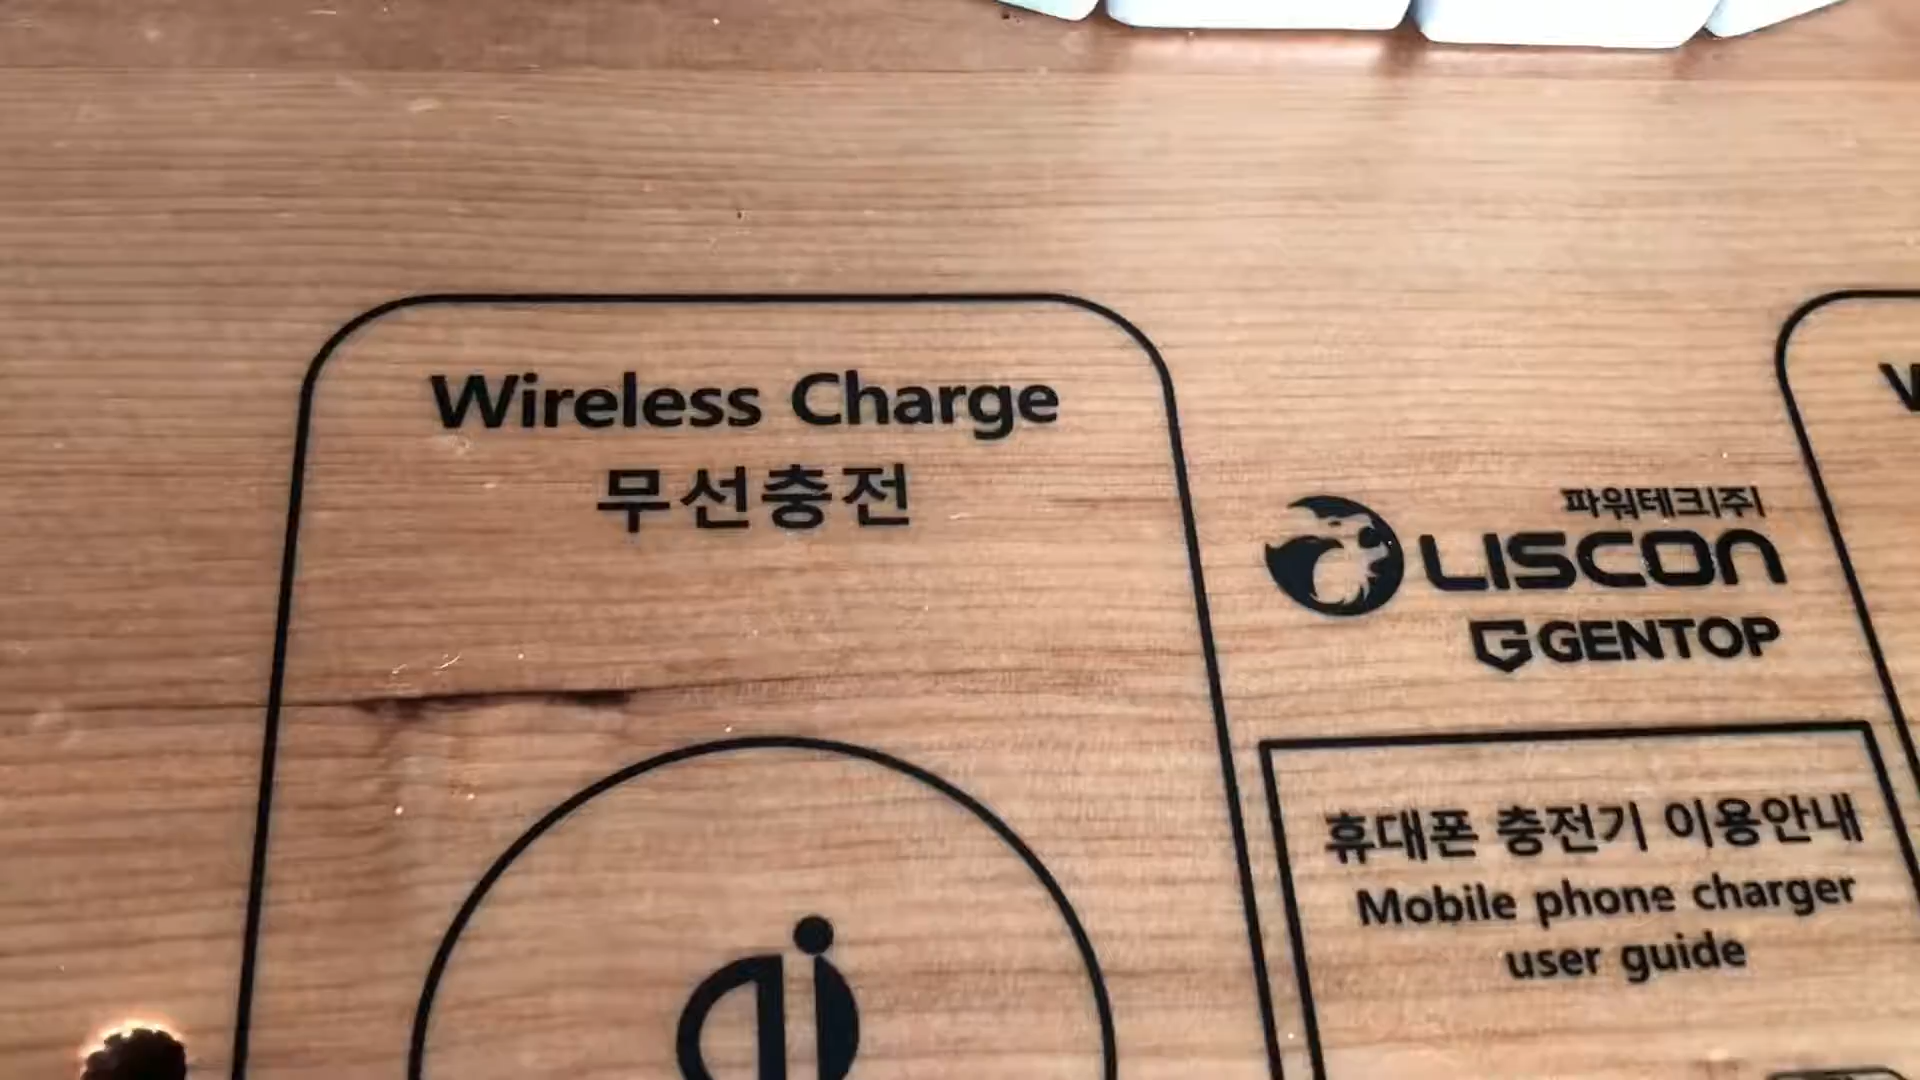 Wireless Charge
무선충전
qi
파워테크|주|
LISCON
GENTOP
휴대폰 충전기 이용안내
Mobile phone charger
user guide